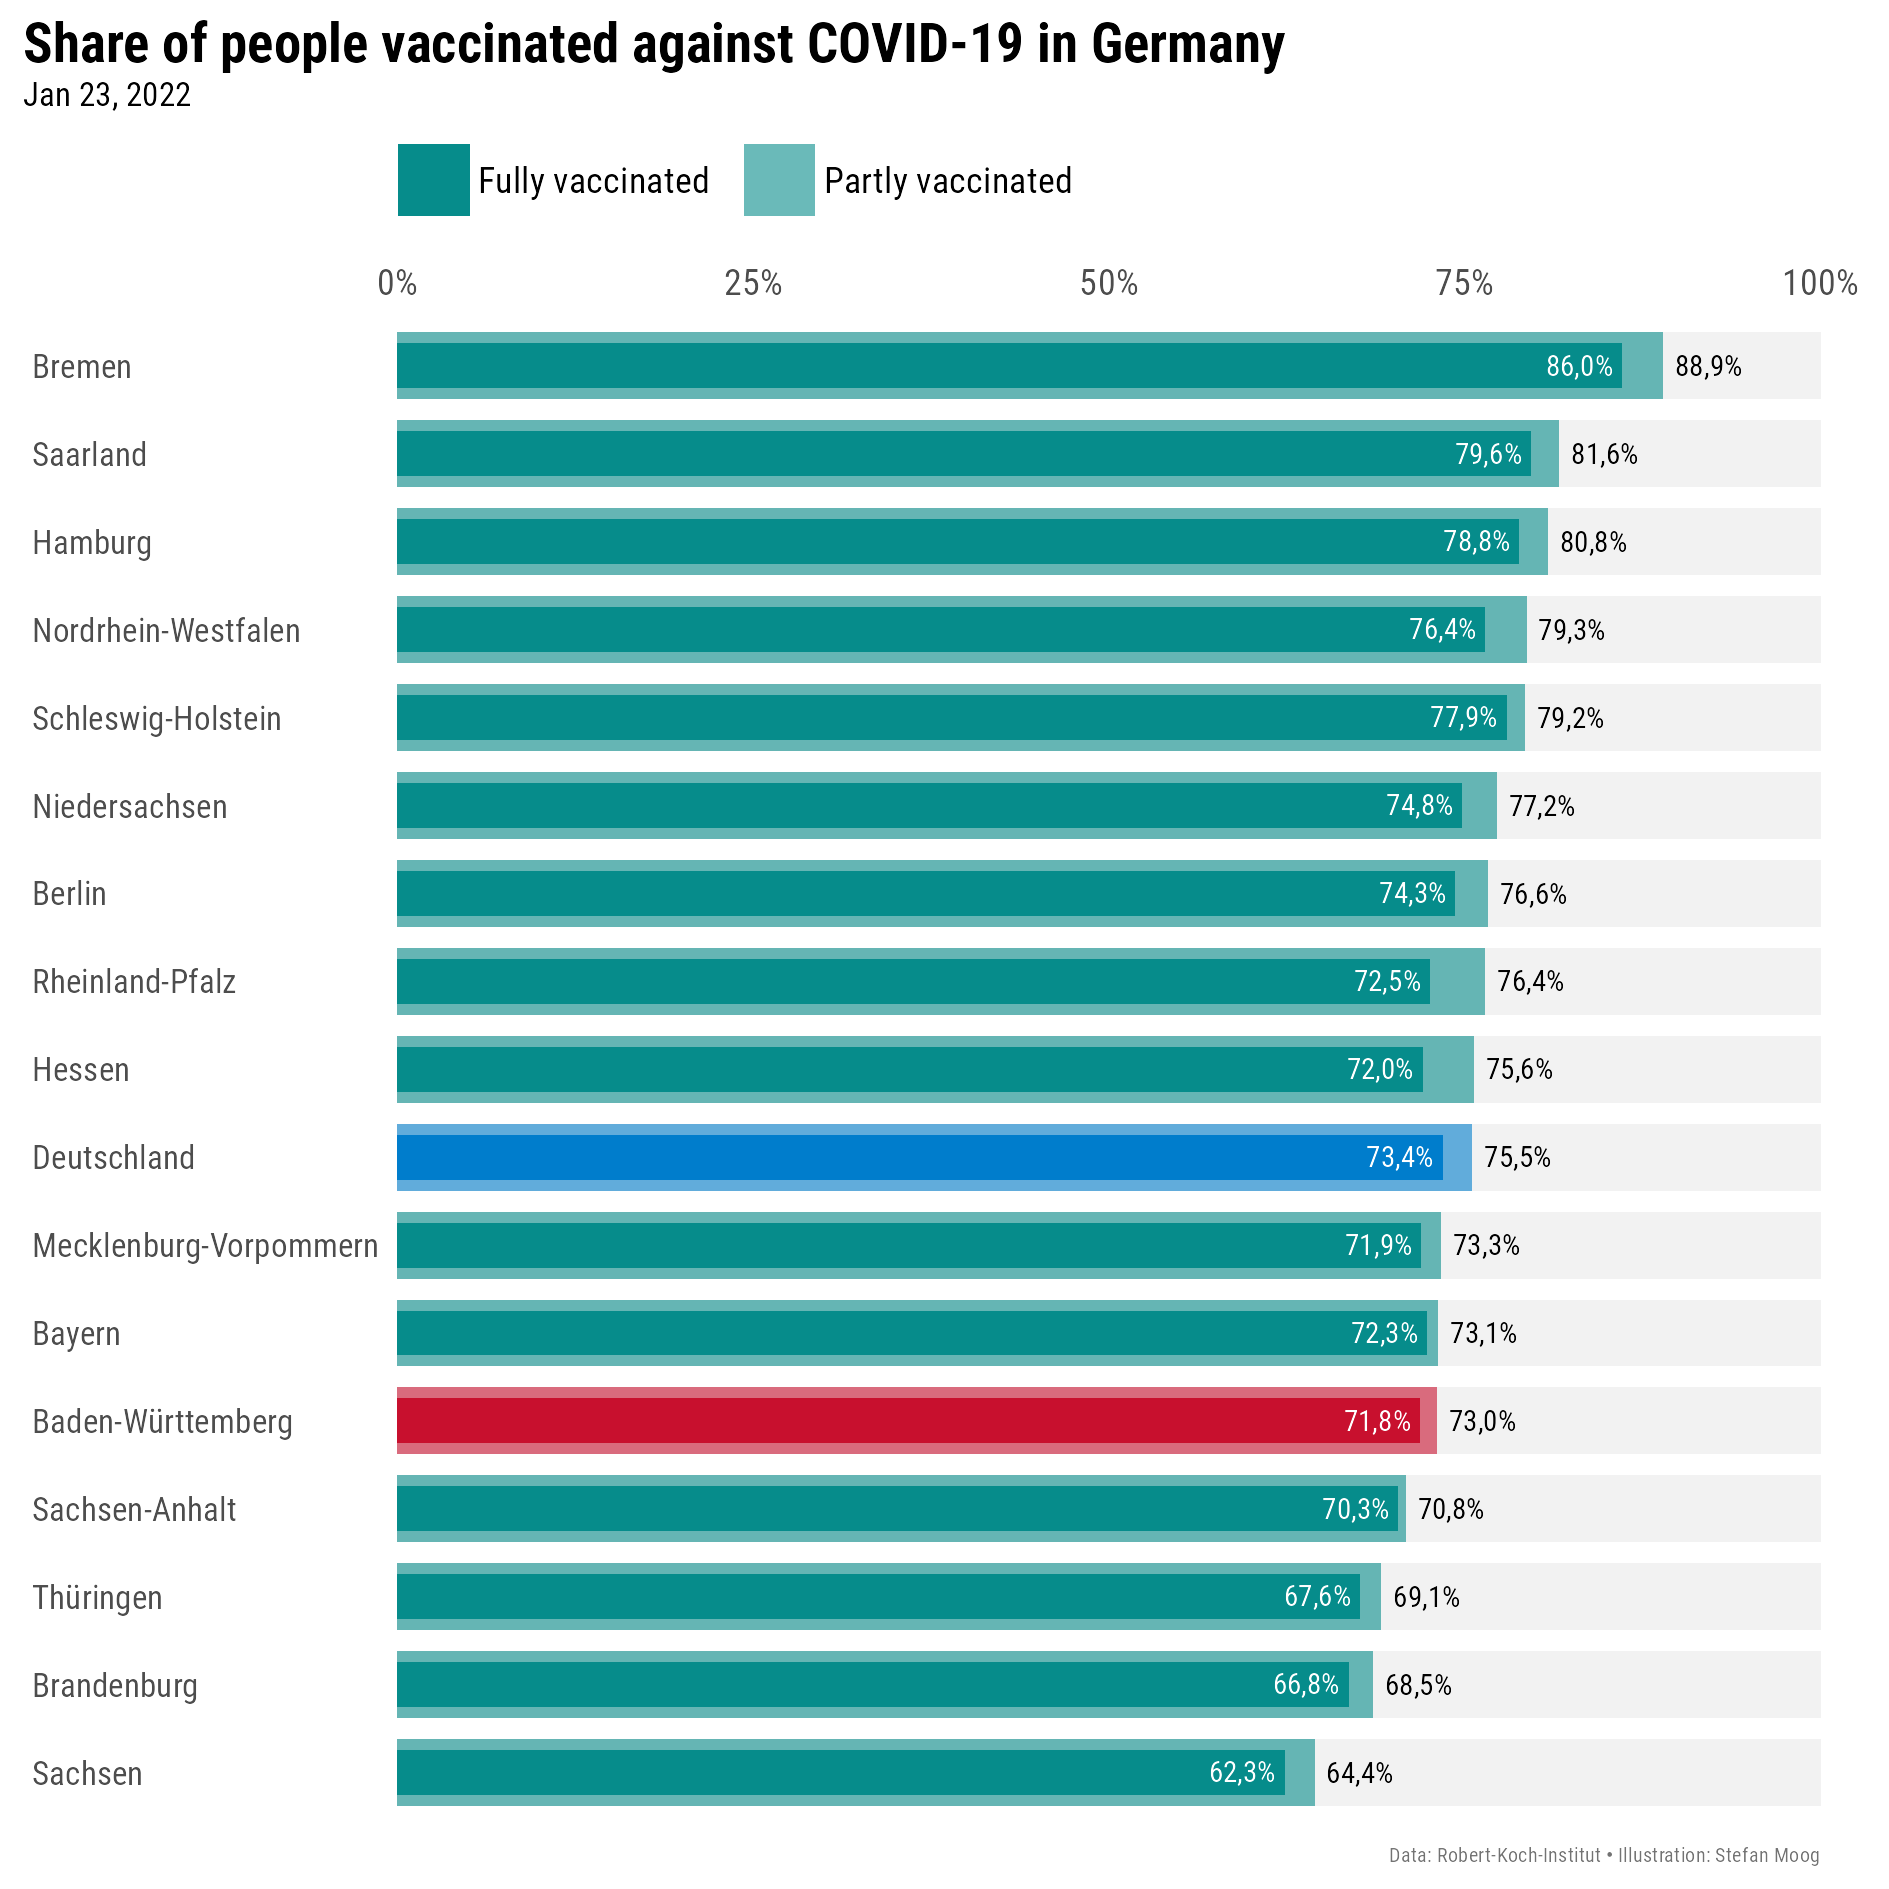 Share of people vaccinated against COVID-19 in Germany
Jan 23, 2022
Fully vaccinated Partly vaccinated
0% 25% 50% 75% 100%
Bremen 86,0% 88,9%
Saarland 79,6% 81,6%
Hamburg 78,8% 80,8%
Nordrhein-Westfalen 76,4% 79,3%
Schleswig-Holstein 77,9% 79,2%
Niedersachsen 74,8% 77,2%
Berlin 74,3% 76,6%
Rheinland-Pfalz 72,5% 76,4%
Hessen 72,0% 75,6%
Deutschland 73,4% 75,5%
Mecklenburg-Vorpommern 71,9% 73,3%
Bayern 72,3% 73,1%
Baden-Württemberg 71,8% 73,0%
Sachsen-Anhalt 70,3% 70,8%
Thüringen 67,6% 69,1%
Brandenburg 66,8% 68,5%
Sachsen 62,3% 64,4%
Data: Robert-Koch-Institut • Illustration: Stefan Moog